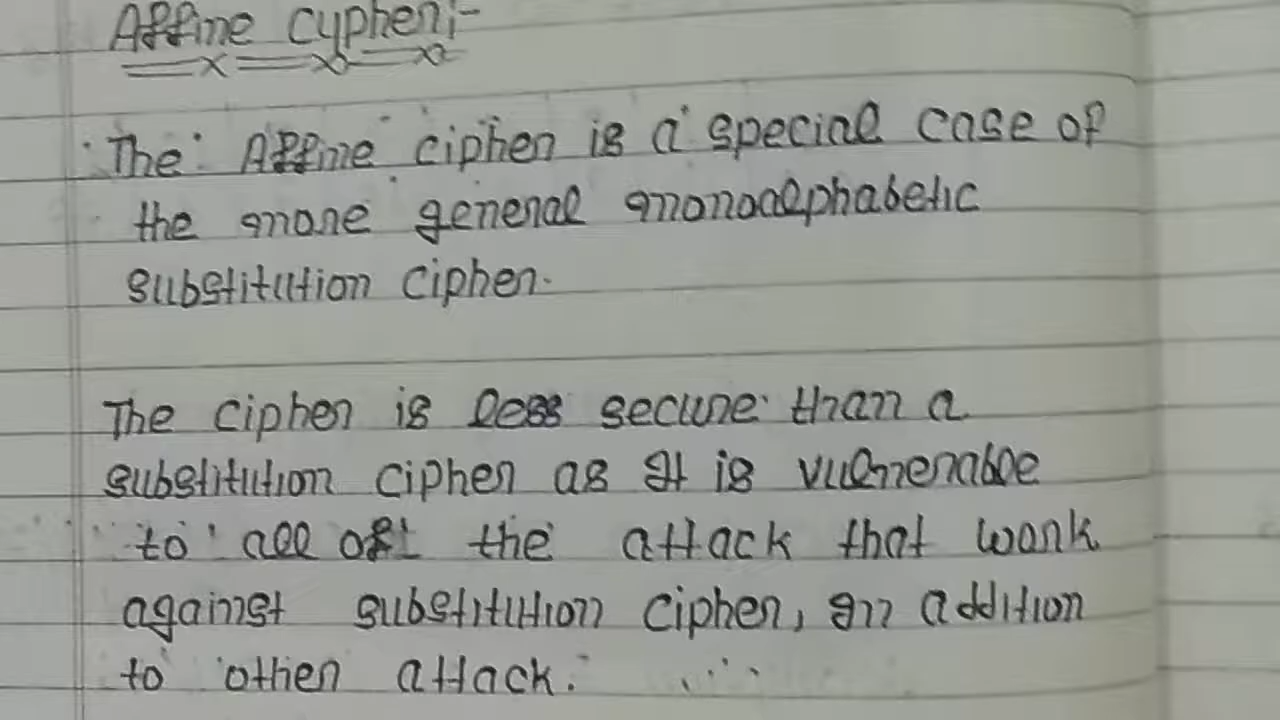 Affine Cypher:-
The Affine cipher is a special case of
the more general monoalphabetic
substitution cipher.
The cipher is less secure than a
substitution cipher as It is vulnerable
to all of the attack that work
against substitution cipher, In addition
to other attack.